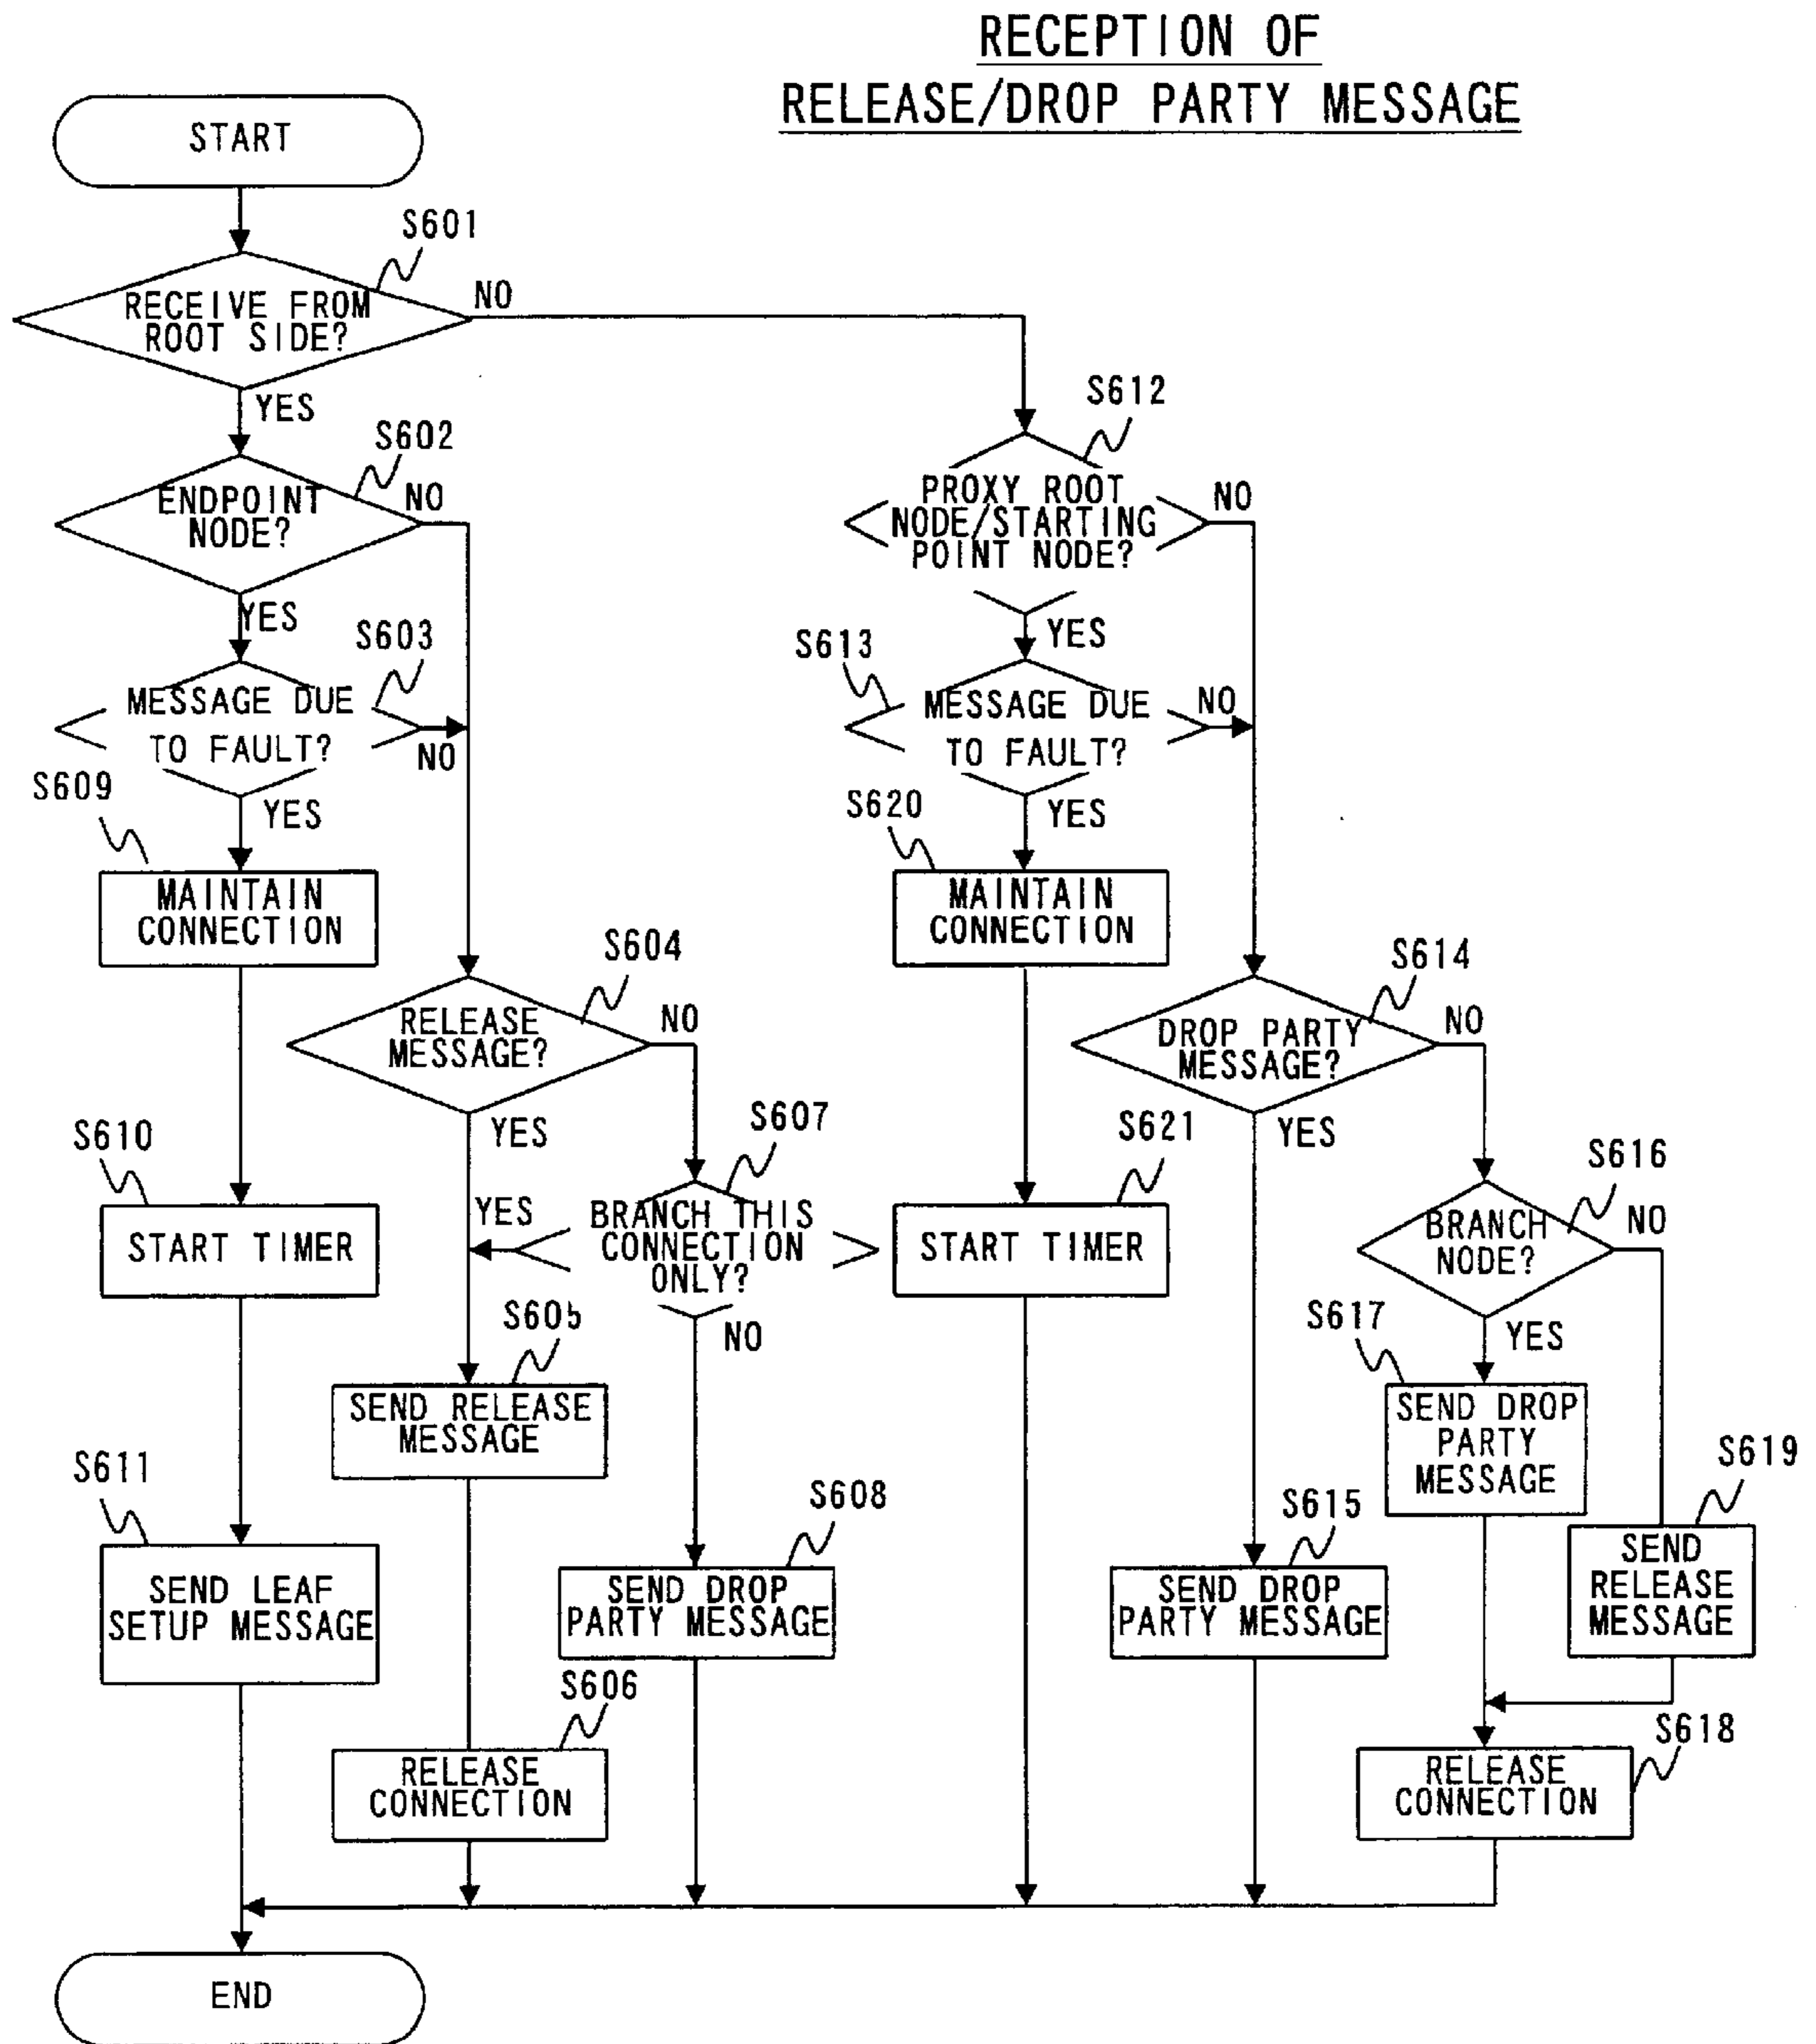 RECEPTION OF
RELEASE/DROP PARTY MESSAGE
START
S601
RECEIVE FROM
ROOT SIDE?
NO
YES
S602
ENDPOINT
NODE?
NO
YES
S603
MESSAGE DUE
TO FAULT?
NO
YES
S609
MAINTAIN
CONNECTION
S610
START TIMER
S611
SEND LEAF
SETUP MESSAGE
S604
RELEASE
MESSAGE?
NO
YES
S607
BRANCH THIS
CONNECTION
ONLY?
YES
NO
S605
SEND RELEASE
MESSAGE
S606
RELEASE
CONNECTION
S608
SEND DROP
PARTY MESSAGE
S612
PROXY ROOT
NODE/STARTING
POINT NODE?
NO
YES
S613
MESSAGE DUE
TO FAULT?
NO
YES
S620
MAINTAIN
CONNECTION
S621
START TIMER
S614
DROP PARTY
MESSAGE?
NO
YES
S615
SEND DROP
PARTY MESSAGE
S616
BRANCH
NODE?
NO
YES
S617
SEND DROP
PARTY
MESSAGE
S619
SEND
RELEASE
MESSAGE
S618
RELEASE
CONNECTION
END